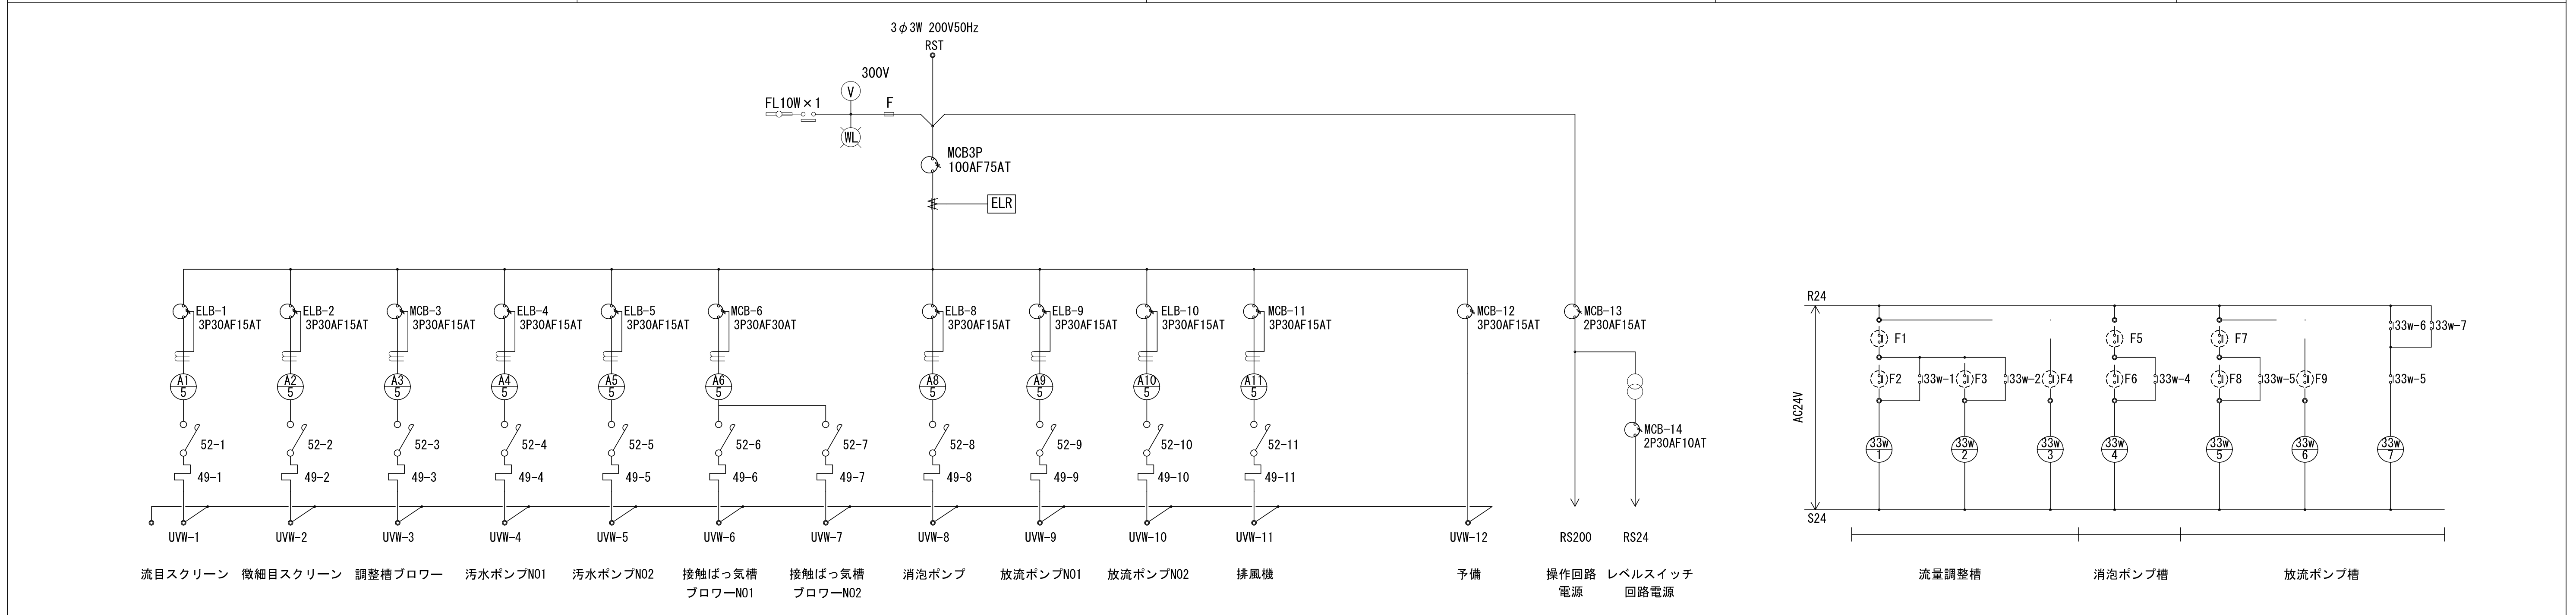 3φ3W 200V50Hz
RST
300V
V
FL10W×1
F
WL
MCB3P
100AF75AT
ELR
ELB-1
3P30AF15AT
ELB-2
3P30AF15AT
MCB-3
3P30AF15AT
ELB-4
3P30AF15AT
ELB-5
3P30AF15AT
MCB-6
3P30AF30AT
ELB-8
3P30AF15AT
ELB-9
3P30AF15AT
ELB-10
3P30AF15AT
MCB-11
3P30AF15AT
MCB-12
3P30AF15AT
MCB-13
2P30AF15AT
A1
5
A2
5
A3
5
A4
5
A5
5
A6
5
A8
5
A9
5
A10
5
A11
5
MCB-14
2P30AF10AT
52-1
52-2
52-3
52-4
52-5
52-6
52-7
52-8
52-9
52-10
52-11
49-1
49-2
49-3
49-4
49-5
49-6
49-7
49-8
49-9
49-10
49-11
UVW-1
UVW-2
UVW-3
UVW-4
UVW-5
UVW-6
UVW-7
UVW-8
UVW-9
UVW-10
UVW-11
UVW-12
RS200
RS24
流目スクリーン
微細目スクリーン
調整槽ブロワー
汚水ポンプNO1
汚水ポンプNO2
接触ばっ気槽
ブロワーNO1
接触ばっ気槽
ブロワーNO2
消泡ポンプ
放流ポンプNO1
放流ポンプNO2
排風機
予備
操作回路
電源
レベルスイッチ
回路電源
R24
AC24V
S24
F1
F5
F7
33w-6
33w-7
F2
33w-1
F3
33w-2
F4
F6
33w-4
F8
33w-5
F9
33w-5
33w
1
33w
2
33w
3
33w
4
33w
5
33w
6
33w
7
流量調整槽
消泡ポンプ槽
放流ポンプ槽